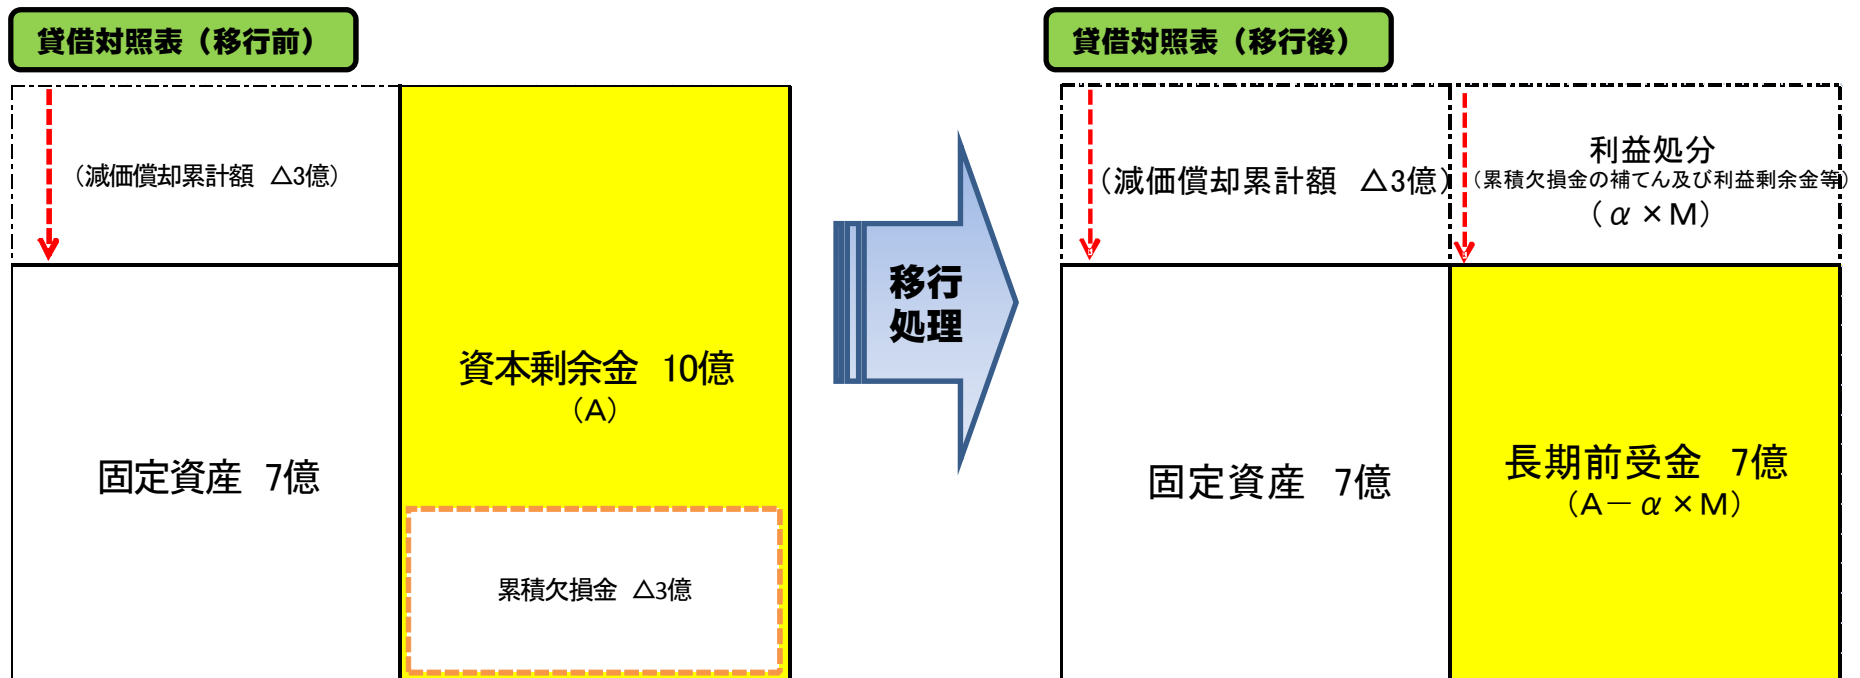 貸借対照表（移行前）
（減価償却累計額　△3億）
固定資産　7億
資本剰余金　10億
（A）
累積欠損金　△3億
移行
処理
貸借対照表（移行後）
（減価償却累計額　△3億）
利益処分
（累積欠損金の補てん及び利益剰余金等）
（α×M）
固定資産　7億
長期前受金　7億
（A－α×M）